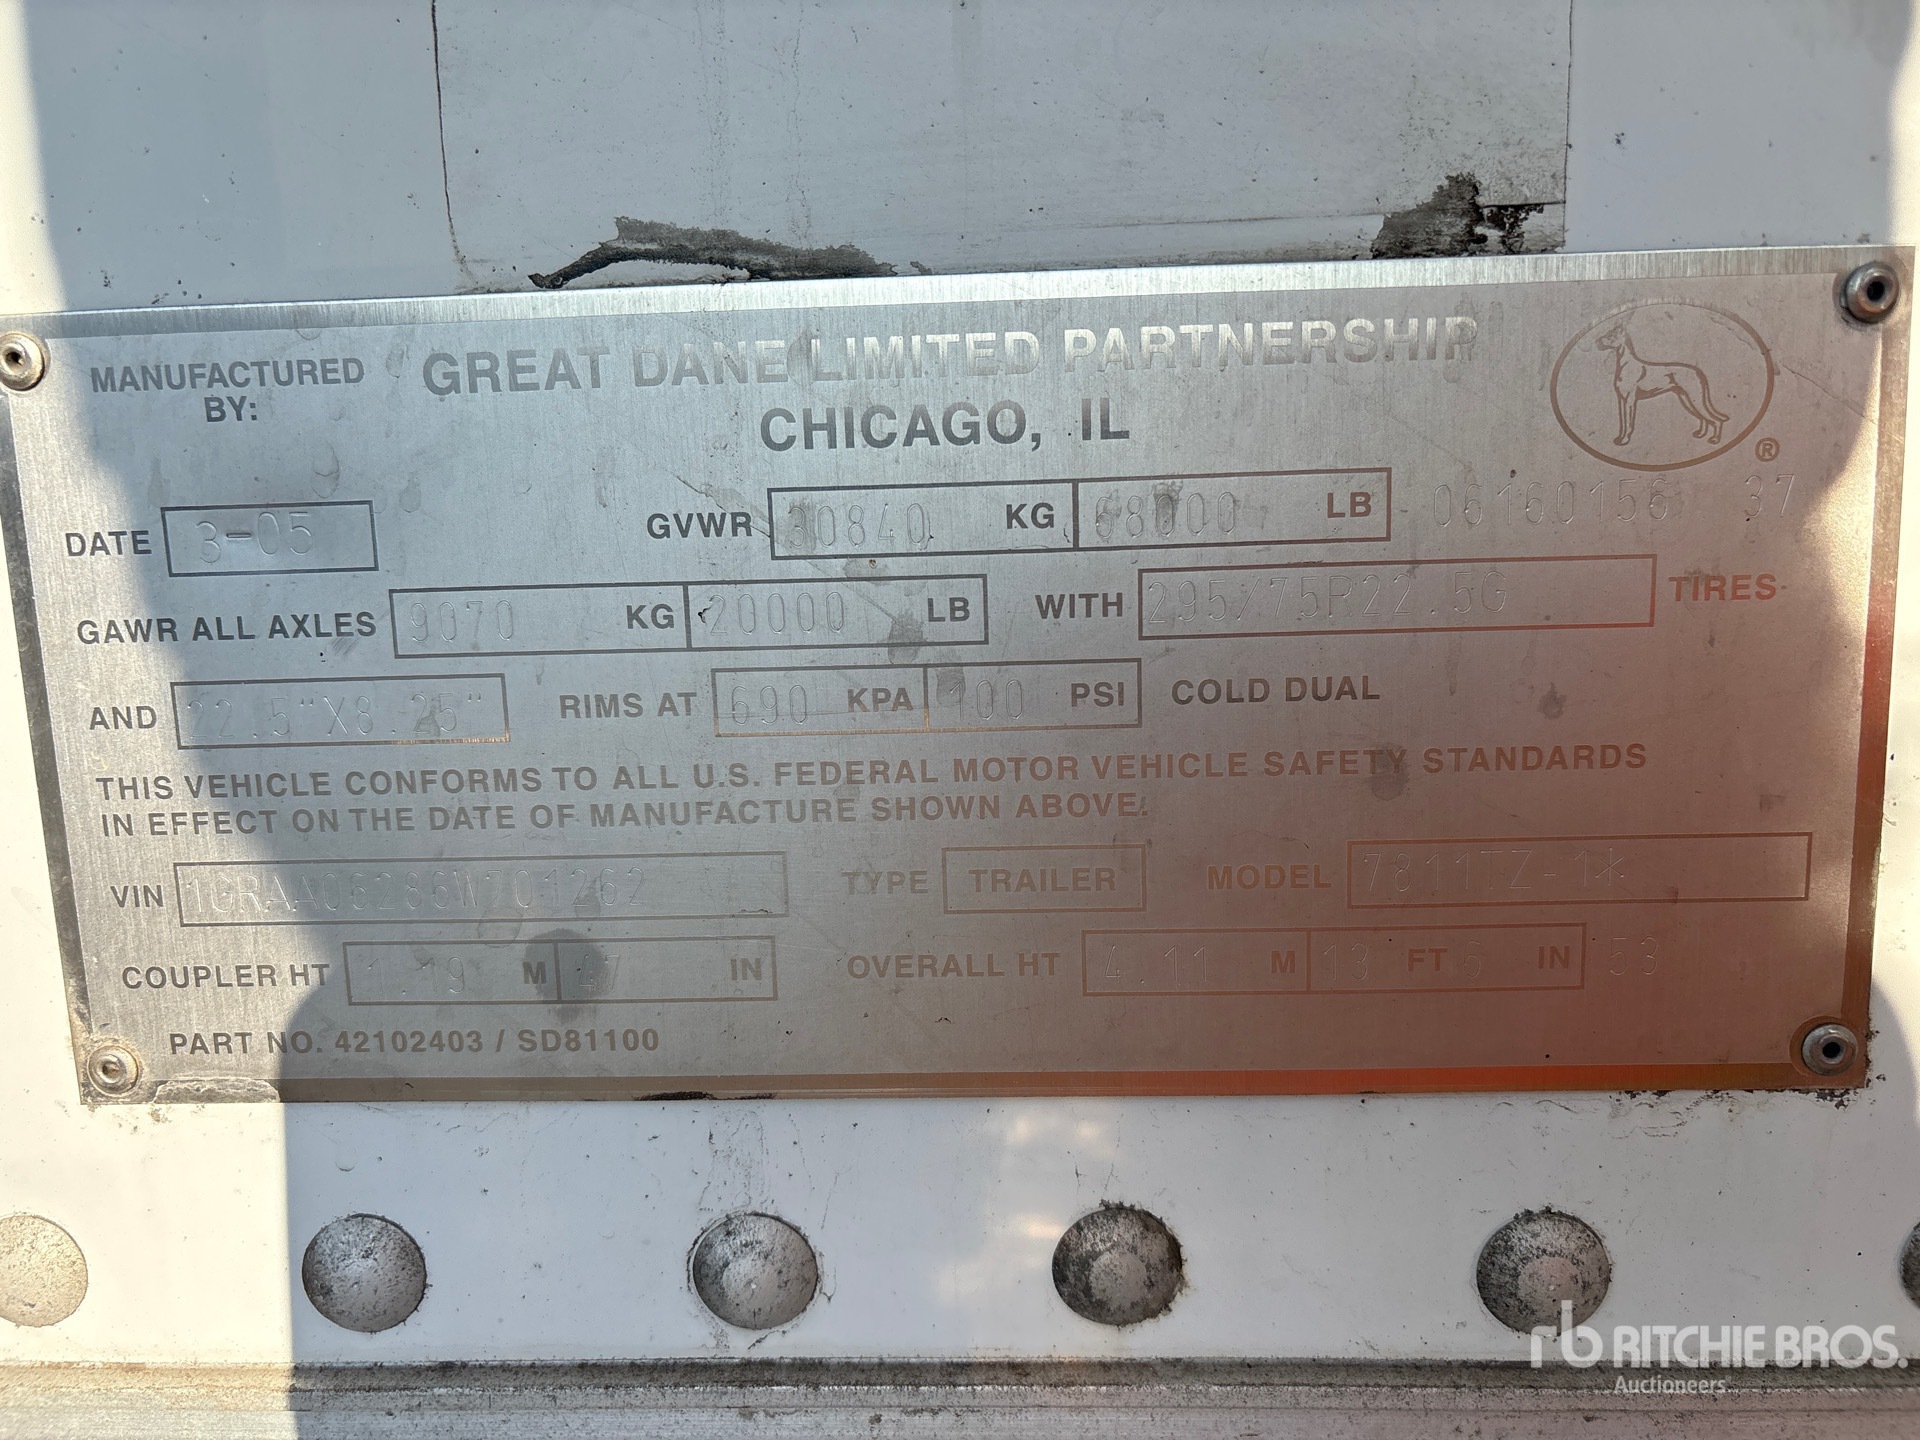 MANUFACTURED BY: GREAT DANE LIMITED PARTNERSHIP
CHICAGO, IL
®
DATE 3-05 GVWR 30840 KG 68000 LB 06160156 37
GAWR ALL AXLES 9070 KG 20000 LB WITH 295/75R22.5G TIRES
AND 22.5"X8.25" RIMS AT 690 KPA 100 PSI COLD DUAL
THIS VEHICLE CONFORMS TO ALL U.S. FEDERAL MOTOR VEHICLE SAFETY STANDARDS
IN EFFECT ON THE DATE OF MANUFACTURE SHOWN ABOVE.
VIN 1GRAA06286W701262 TYPE TRAILER MODEL 7811TZ-1*
COUPLER HT 1.19 M 47 IN OVERALL HT 4.11 M 13 FT 6 IN 53
PART NO. 42102403 / SD81100
rb RITCHIE BROS.
Auctioneers